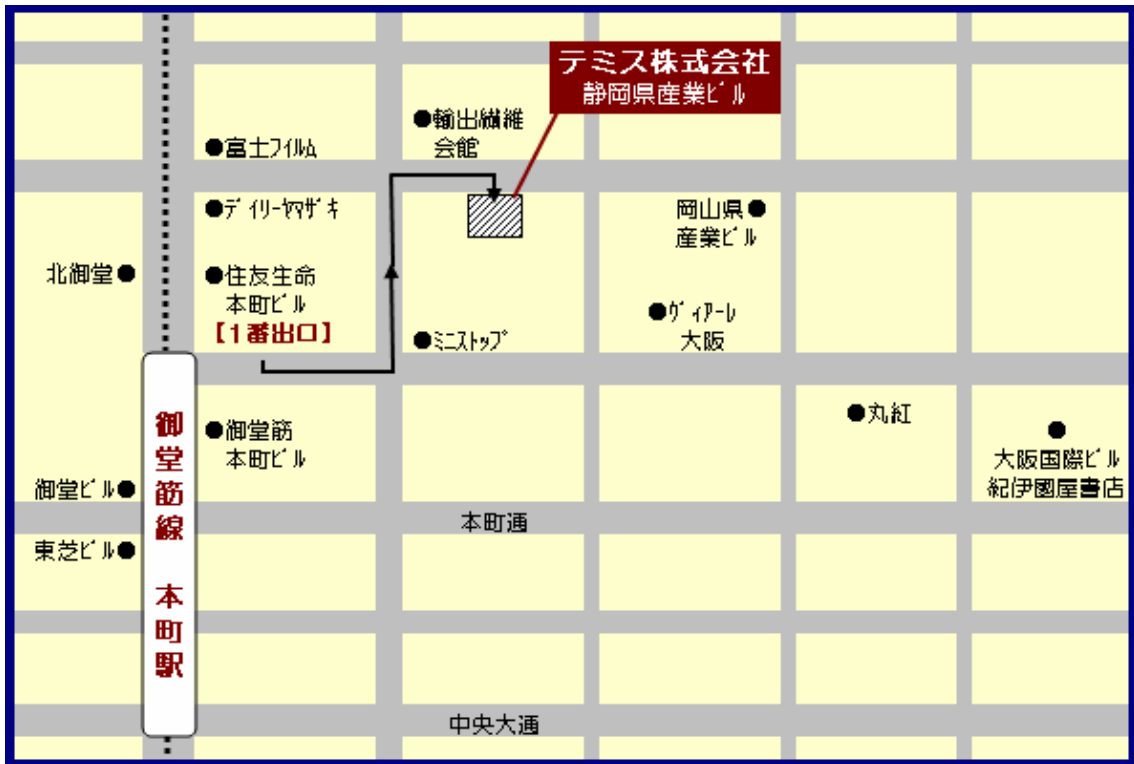 テミス株式会社
静岡県産業ビル
●輸出繊維
会館
●富士フイルム
●デイリーヤマザキ
岡山県●
産業ビル
北御堂●
●住友生命
本町ビル
【1番出口】
●ヴィアーレ
大阪
●ミニストップ
●丸紅
●御堂筋
本町ビル
●
大阪国際ビル
紀伊國屋書店
御堂ビル●
本町通
東芝ビル●
御堂筋線 本町駅
中央大通